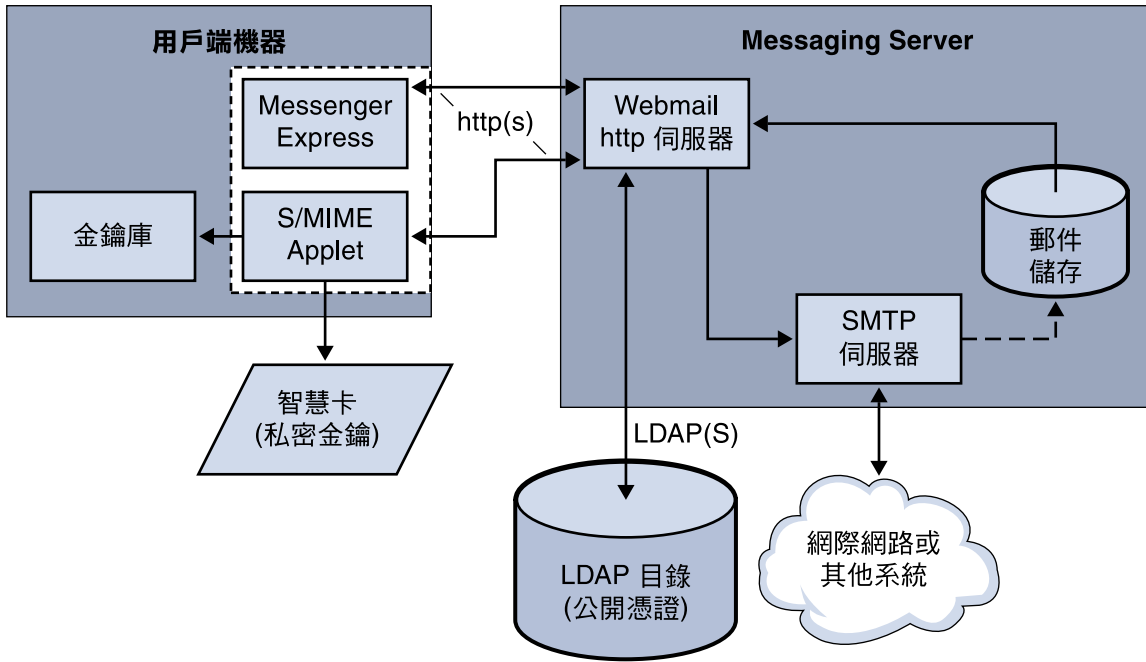 用戶端機器
Messenger
Express
金鑰庫
S/MIME
Applet
智慧卡
(私密金鑰)
http(s)
Messaging Server
Webmail
http 伺服器
郵件
儲存
SMTP
伺服器
LDAP(S)
LDAP 目錄
(公開憑證)
網際網路或
其他系統